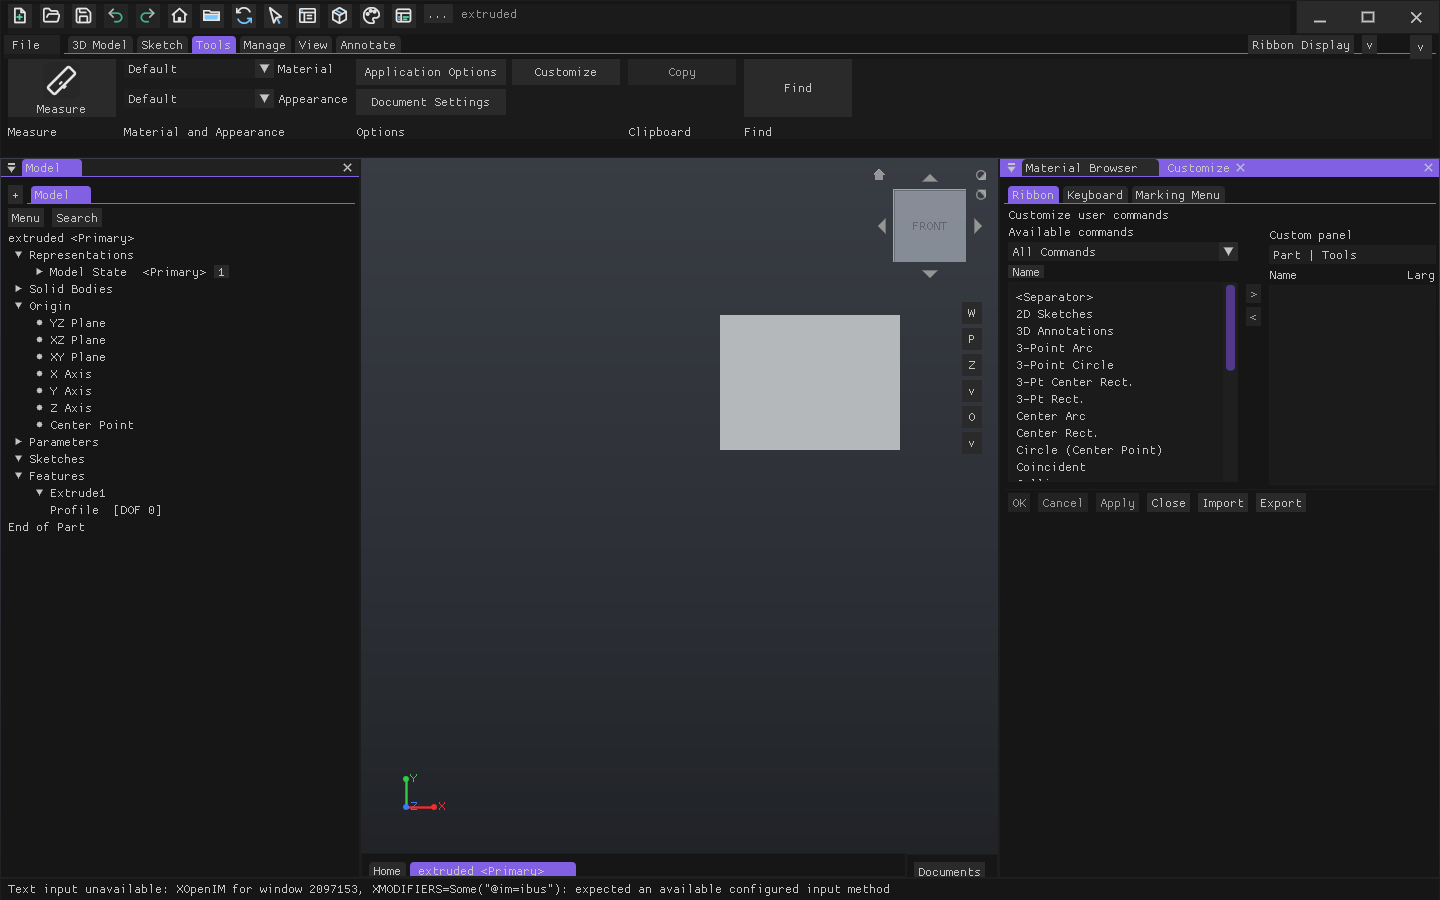 ... extruded
File 3D Model Sketch Tools Manage View Annotate Ribbon Display v v
Default Material Application Options Customize Copy Find
Measure Default Appearance Document Settings
Measure Material and Appearance Options Clipboard Find
Model
+ Model
Menu Search
extruded <Primary>
Representations
Model State <Primary> 1
Solid Bodies
Origin
YZ Plane
XZ Plane
XY Plane
X Axis
Y Axis
Z Axis
Center Point
Parameters
Sketches
Features
Extrude1
Profile [DOF 0]
End of Part
FRONT
W
P
Z
v
O
v
Y
Z X
Home extruded <Primary> Documents
Material Browser Customize
Ribbon Keyboard Marking Menu
Customize user commands
Available commands
All Commands
Name
<Separator>
2D Sketches
3D Annotations
3-Point Arc
3-Point Circle
3-Pt Center Rect.
3-Pt Rect.
Center Arc
Center Rect.
Circle (Center Point)
Coincident
>
<
Custom panel
Part | Tools
Name Larg
OK Cancel Apply Close Import Export
Text input unavailable: XOpenIM for window 2097153, XMODIFIERS=Some("@im=ibus"): expected an available configured input method